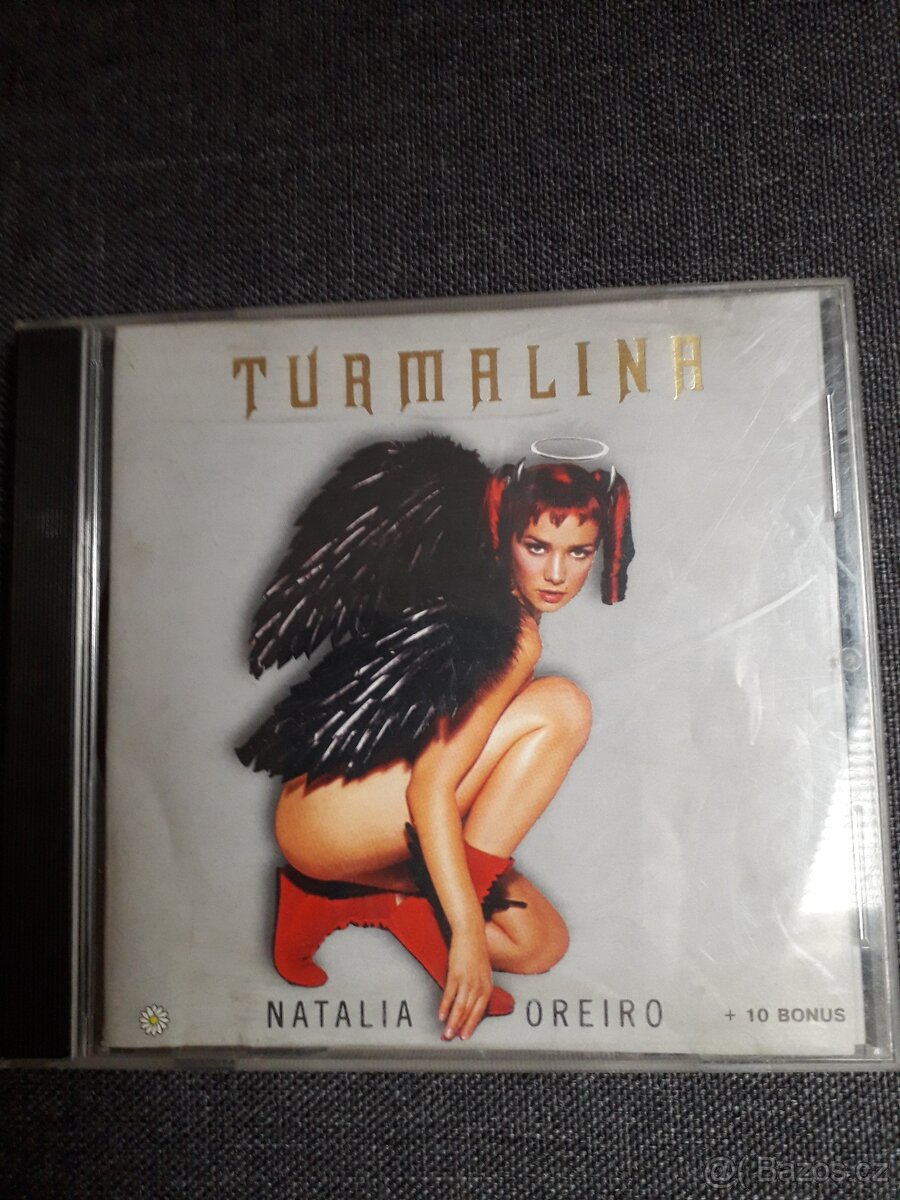 TURMALINA
NATALIA OREIRO
+ 10 BONUS
@ Bazos.cz